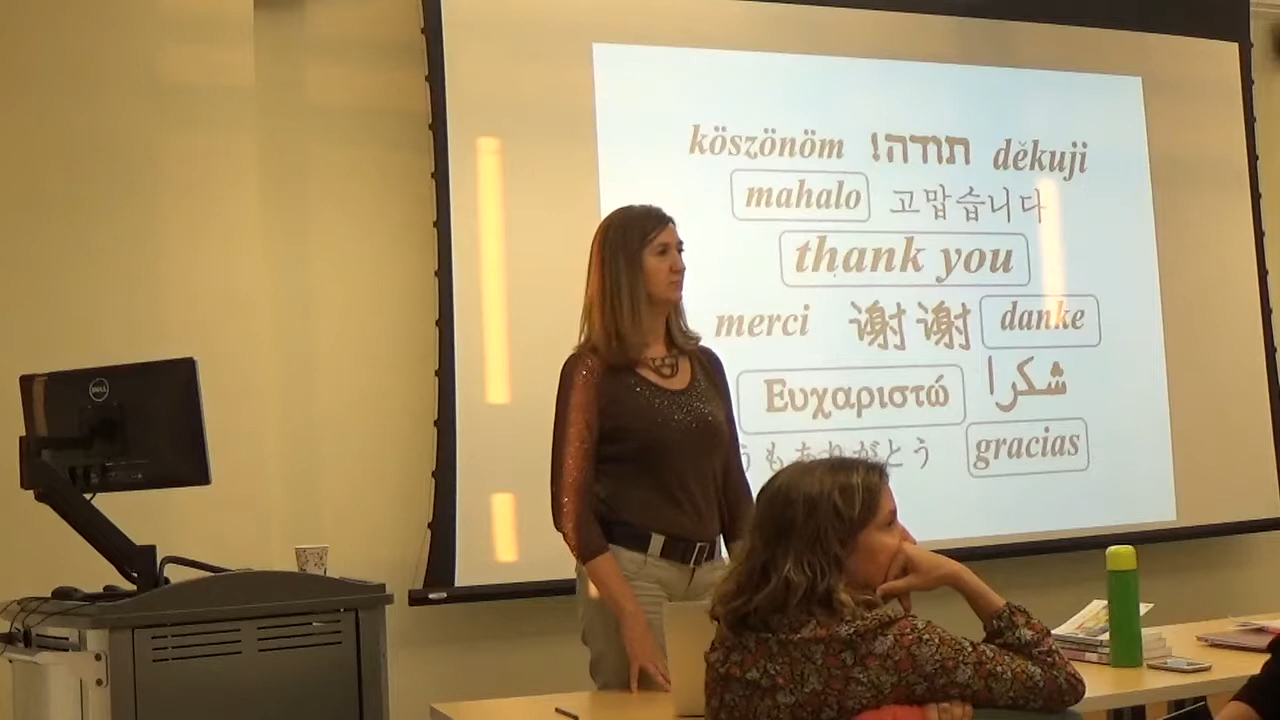 köszönöm תודה! děkuji
mahalo 고맙습니다
thank you
merci 谢谢 danke
Ευχαριστώ شكرا
うもありがとう gracias
DELL